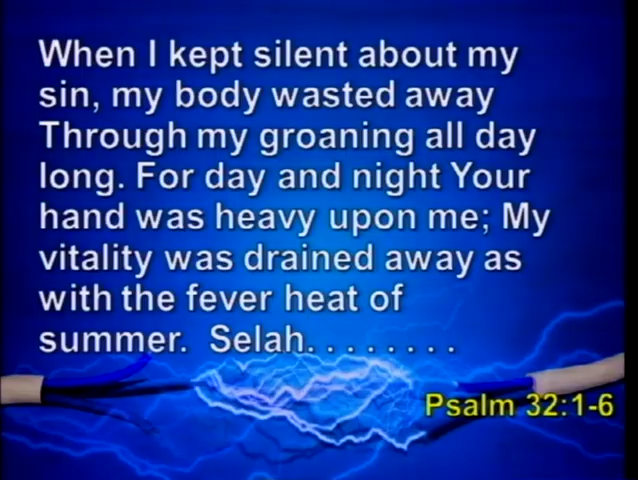 When I kept silent about my
sin, my body wasted away
Through my groaning all day
long. For day and night Your
hand was heavy upon me; My
vitality was drained away as
with the fever heat of
summer.  Selah. . . . . . . .
Psalm 32:1-6